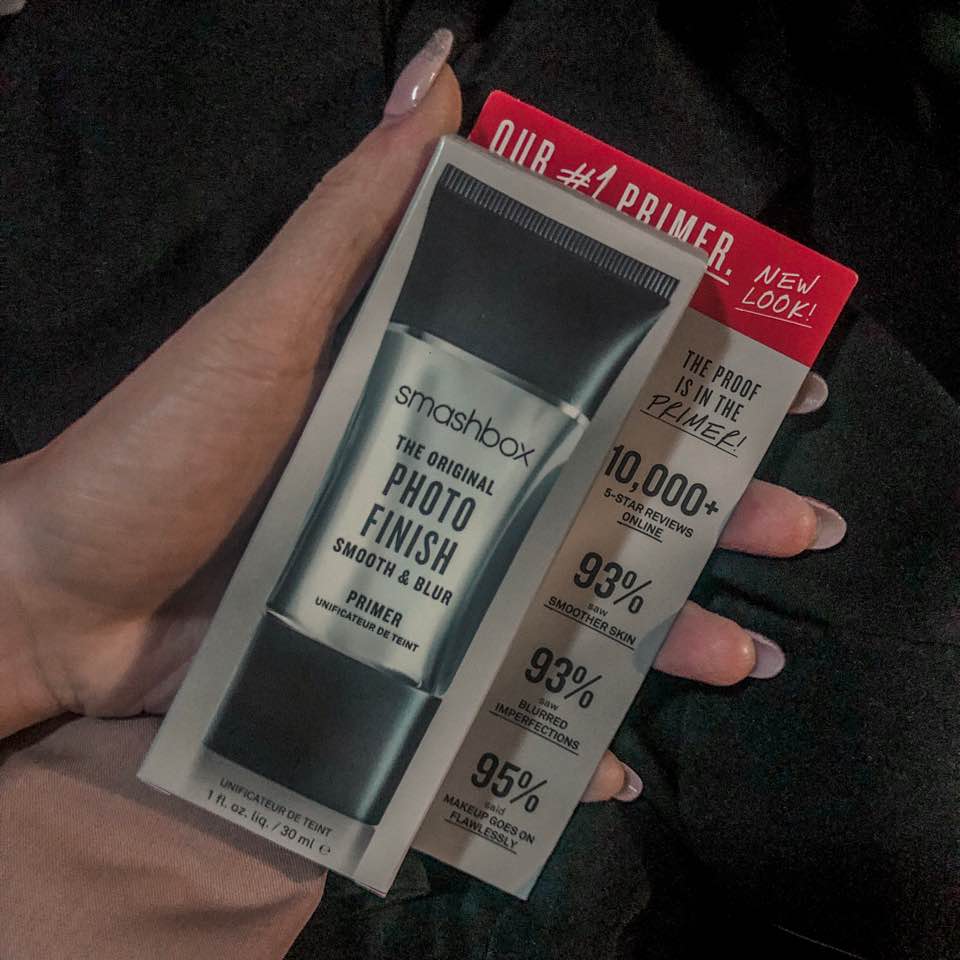 OUR #1 PRIMER.
NEW
LOOK!
smashbox
THE ORIGINAL
PHOTO
FINISH
SMOOTH & BLUR
PRIMER
UNIFICATEUR DE TEINT
UNIFICATEUR DE TEINT
1 fl. oz. liq. / 30 ml e
THE PROOF
IS IN THE
PRIMER!
10,000+
5-STAR REVIEWS
ONLINE
93%
saw
SMOOTHER SKIN
93%
saw
BLURRED
IMPERFECTIONS
95%
said
MAKEUP GOES ON
FLAWLESSLY